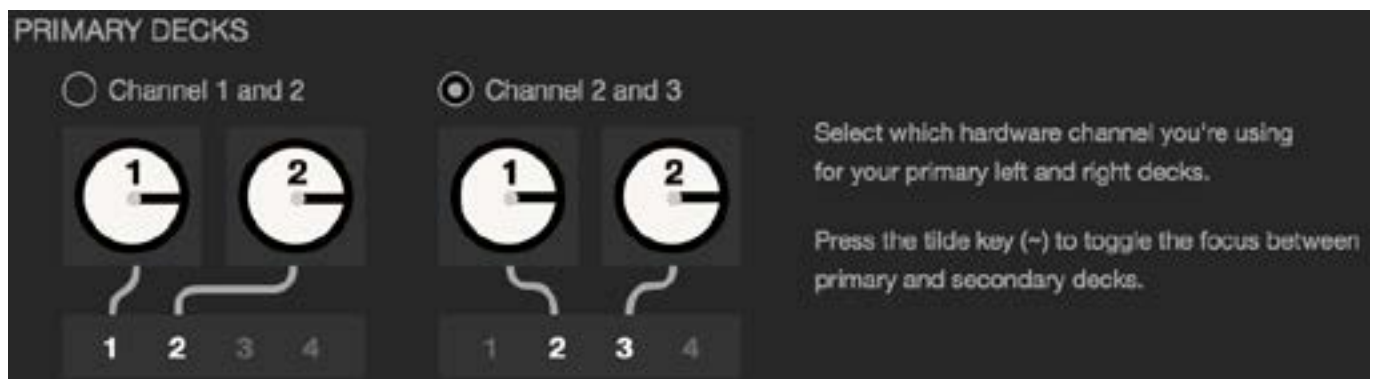 PRIMARY DECKS
Channel 1 and 2
Channel 2 and 3
1 2
1 2
1 2 3 4
1 2 3 4
Select which hardware channel you're using
for your primary left and right decks.
Press the tilde key (~) to toggle the focus between
primary and secondary decks.